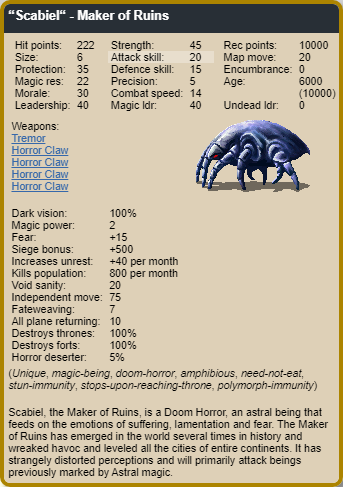 “Scabiel“ - Maker of Ruins
Hit points: 222 Strength: 45 Rec points: 10000
Size: 6 Attack skill: 20 Map move: 20
Protection: 35 Defence skill: 15 Encumbrance: 0
Magic res: 22 Precision: 5 Age: 6000
Morale: 30 Combat speed: 14 (10000)
Leadership: 40 Magic ldr: 40 Undead ldr: 0
Weapons:
Tremor
Horror Claw
Horror Claw
Horror Claw
Horror Claw
Dark vision: 100%
Magic power: 2
Fear: +15
Siege bonus: +500
Increases unrest: +40 per month
Kills population: 800 per month
Void sanity: 20
Independent move: 75
Fateweaving: 7
All plane returning: 10
Destroys thrones: 100%
Destroys forts: 100%
Horror deserter: 5%
(Unique, magic-being, doom-horror, amphibious, need-not-eat,
stun-immunity, stops-upon-reaching-throne, polymorph-immunity)
Scabiel, the Maker of Ruins, is a Doom Horror, an astral being that
feeds on the emotions of suffering, lamentation and fear. The Maker
of Ruins has emerged in the world several times in history and
wreaked havoc and leveled all the cities of entire continents. It has
strangely distorted perceptions and will primarily attack beings
previously marked by Astral magic.